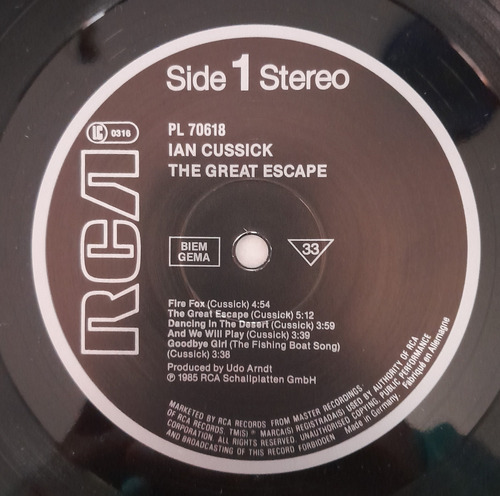 Side 1 Stereo
LC 0316
RCA
PL 70618
IAN CUSSICK
THE GREAT ESCAPE
BIEM
GEMA
33
Fire Fox (Cussick) 4:54
The Great Escape (Cussick) 5:12
Dancing In The Desert (Cussick) 3:59
And We Will Play (Cussick) 3:39
Goodbye Girl (The Fishing Boat Song)
(Cussick) 3:38
Produced by Udo Arndt
℗ 1985 RCA Schallplatten GmbH
MARKETED BY RCA RECORDS FROM MASTER RECORDINGS·
OF RCA RECORDS TM(S)™ MARCA(S) REGISTRADA(S) USED BY AUTHORITY OF RCA
CORPORATION. ALL RIGHTS RESERVED. UNAUTHORISED COPYING, PUBLIC PERFORMANCE
AND BROADCASTING OF THIS RECORD FORBIDDEN
Made in Germany.
Fabriqué en Allemagne